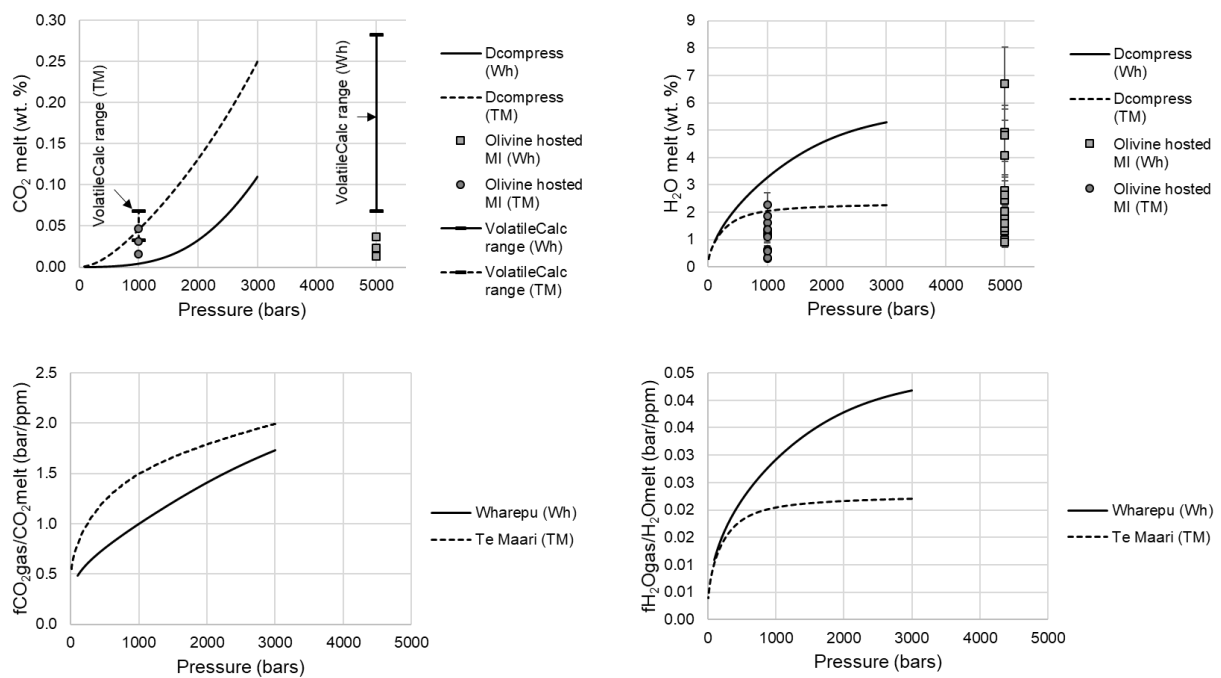 CO2 melt (wt. %)
0.30
0.25
0.20
0.15
0.10
0.05
0.00
VolatileCalc range (TM)
VolatileCalc range (Wh)
0 1000 2000 3000 4000 5000
Pressure (bars)
Dcompress
(Wh)
Dcompress
(TM)
Olivine hosted
MI (Wh)
Olivine hosted
MI (TM)
VolatileCalc
range (Wh)
VolatileCalc
range (TM)
H2O melt (wt. %)
9
8
7
6
5
4
3
2
1
0
0 1000 2000 3000 4000 5000
Pressure (bars)
Dcompress
(Wh)
Dcompress
(TM)
Olivine hosted
MI (Wh)
Olivine hosted
MI (TM)
fCO2gas/CO2melt (bar/ppm)
2.5
2.0
1.5
1.0
0.5
0.0
0 1000 2000 3000 4000 5000
Pressure (bars)
Wharepu (Wh)
Te Maari (TM)
fH2Ogas/H2Omelt (bar/ppm)
0.05
0.04
0.04
0.03
0.03
0.02
0.02
0.01
0.01
0.00
0 1000 2000 3000 4000 5000
Pressure (bars)
Wharepu (Wh)
Te Maari (TM)